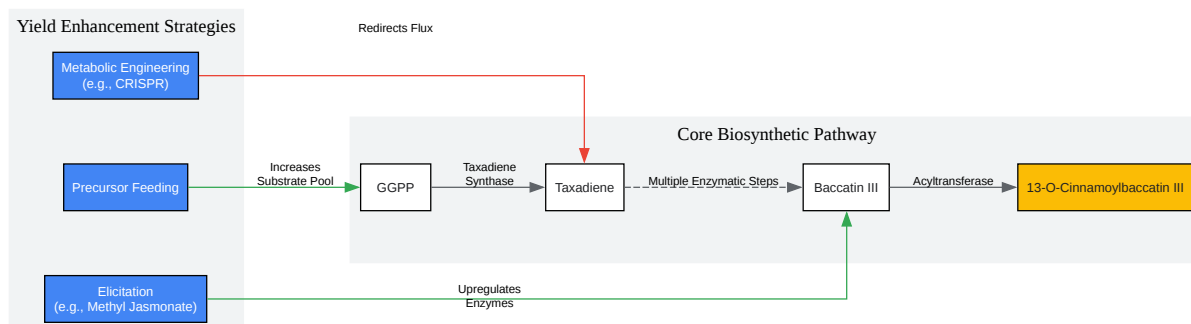 Yield Enhancement Strategies
Redirects Flux
Metabolic Engineering
(e.g., CRISPR)
Core Biosynthetic Pathway
Precursor Feeding
Increases
Substrate Pool
GGPP
Taxadiene
Synthase
Taxadiene
Multiple Enzymatic Steps
Baccatin III
Acyltransferase
13-O-Cinnamoylbaccatin III
Elicitation
(e.g., Methyl Jasmonate)
Upregulates
Enzymes